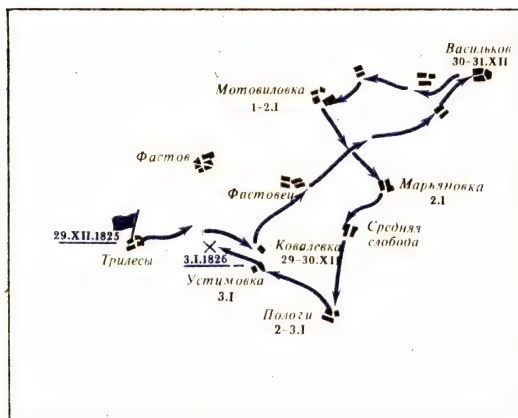 Васильков
30-31.XII
Мотовиловка
1-2.I
Фастов
Фастовец
Марьяновка
2.I
Средняя
слобода
29.XII.1825
Трилесы
3.I.1826
Ковалевка
29-30.XII
Устимовка
3.I
Пологи
2-3.I